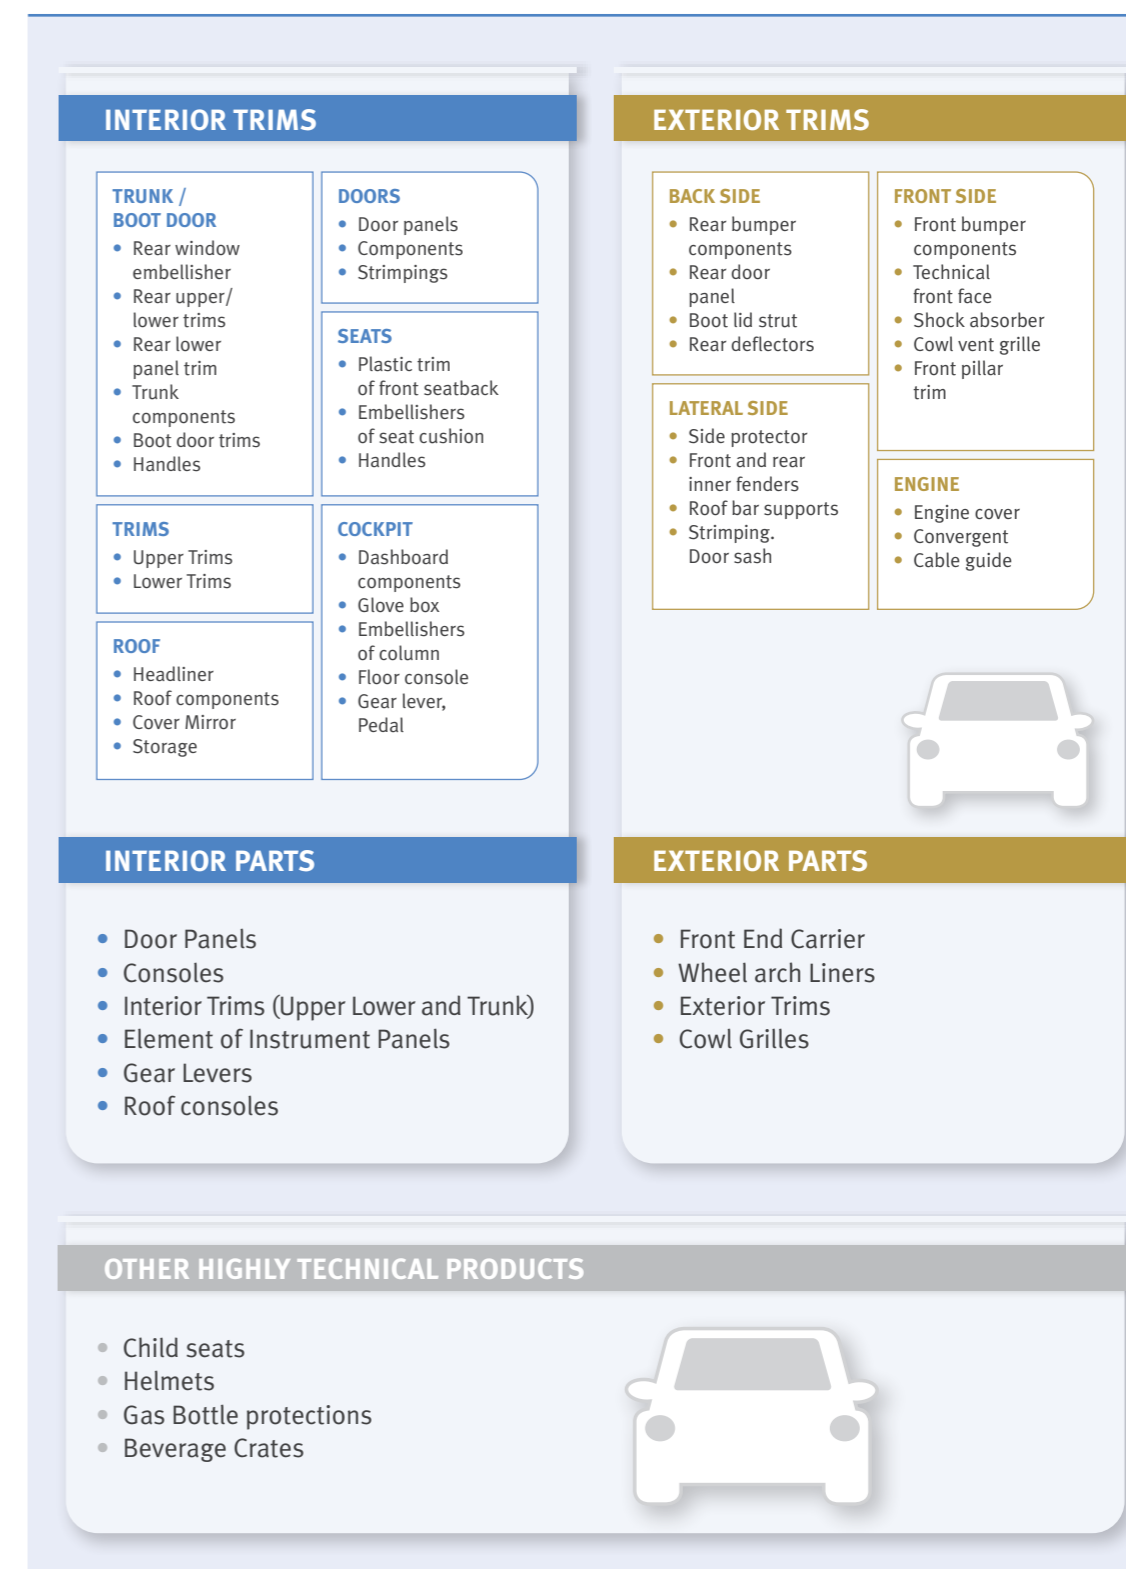 INTERIOR TRIMS
TRUNK /
BOOT DOOR
• Rear window
embellisher
• Rear upper/
lower trims
• Rear lower
panel trim
• Trunk
components
• Boot door trims
• Handles
TRIMS
• Upper Trims
• Lower Trims
ROOF
• Headliner
• Roof components
• Cover Mirror
• Storage
DOORS
• Door panels
• Components
• Strimpings
SEATS
• Plastic trim
of front seatback
• Embellishers
of seat cushion
• Handles
COCKPIT
• Dashboard
components
• Glove box
• Embellishers
of column
• Floor console
• Gear lever,
Pedal
INTERIOR PARTS
• Door Panels
• Consoles
• Interior Trims (Upper Lower and Trunk)
• Element of Instrument Panels
• Gear Levers
• Roof consoles
EXTERIOR TRIMS
BACK SIDE
• Rear bumper
components
• Rear door
panel
• Boot lid strut
• Rear deflectors
LATERAL SIDE
• Side protector
• Front and rear
inner fenders
• Roof bar supports
• Strimping.
Door sash
FRONT SIDE
• Front bumper
components
• Technical
front face
• Shock absorber
• Cowl vent grille
• Front pillar
trim
ENGINE
• Engine cover
• Convergent
• Cable guide
EXTERIOR PARTS
• Front End Carrier
• Wheel arch Liners
• Exterior Trims
• Cowl Grilles
OTHER HIGHLY TECHNICAL PRODUCTS
• Child seats
• Helmets
• Gas Bottle protections
• Beverage Crates